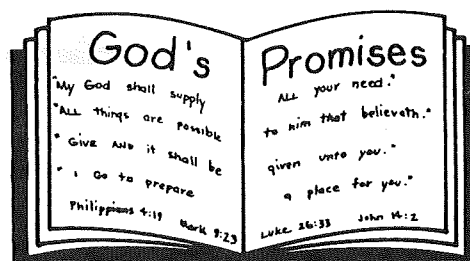 God's Promises
"My God shall supply ALL your need."
"ALL things are possible to him that believeth."
"Give AND it shall be given unto you."
"I Go to prepare a place for you."
Philippians 4:19 Mark 9:23 Luke 26:33 John 14:2